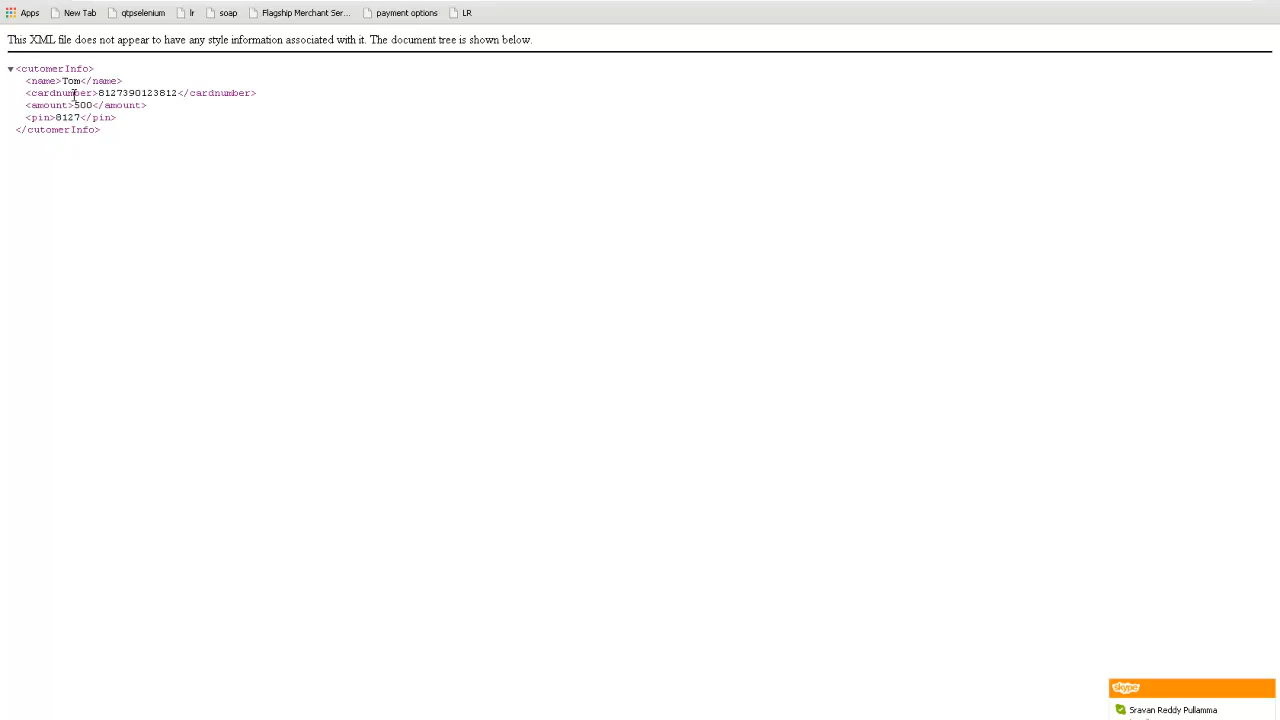 Apps New Tab qtpselenium lr soap Flagship Merchant Ser... payment options LR
This XML file does not appear to have any style information associated with it. The document tree is shown below.
▼<cutomerInfo>
<name>Tom</name>
<cardnumber>8127390123812</cardnumber>
<amount>500</amount>
<pin>8127</pin>
</cutomerInfo>
skype
Sravan Reddy Pullamma